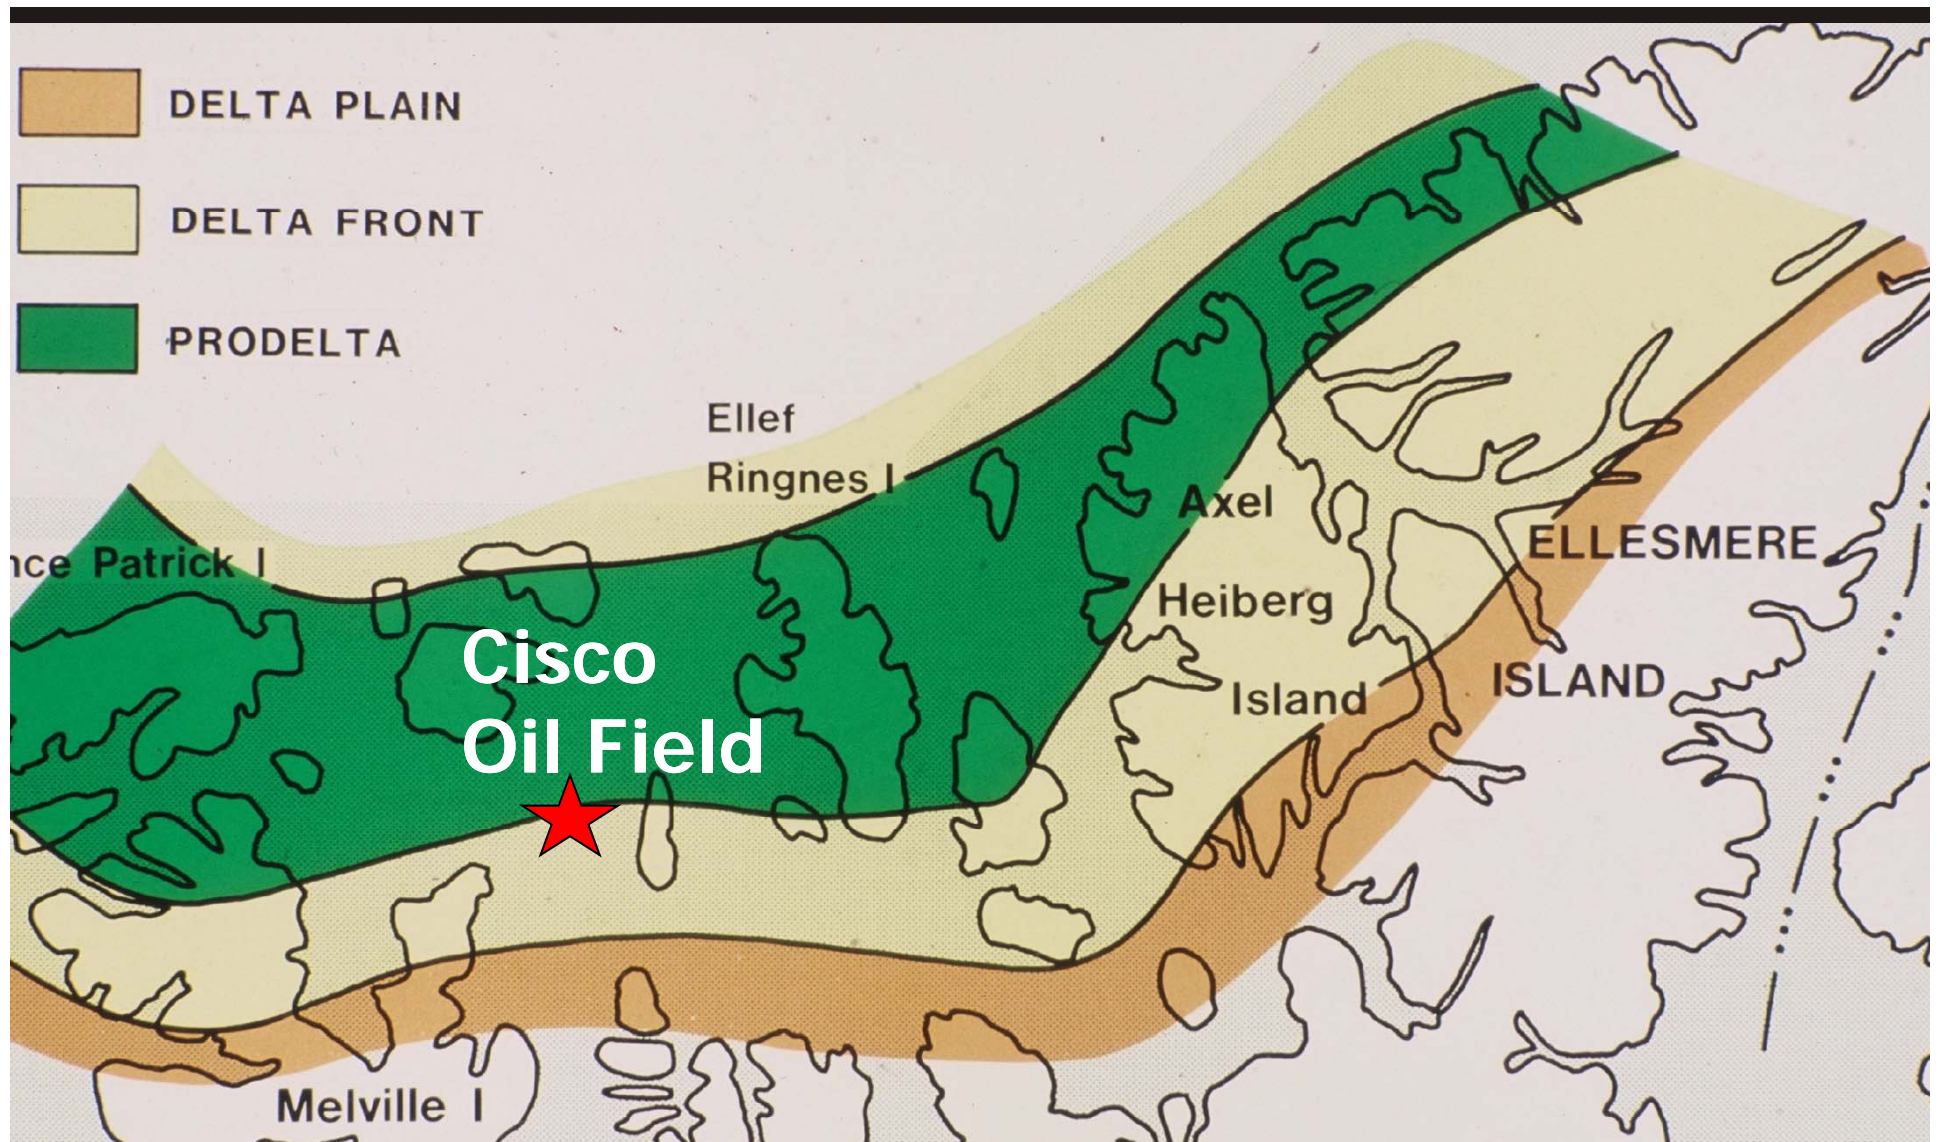 DELTA PLAIN
DELTA FRONT
PRODELTA
Ellef
Ringnes I
nce Patrick I
Axel
Heiberg
Island
ELLESMERE
ISLAND
Cisco
Oil Field
Melville I